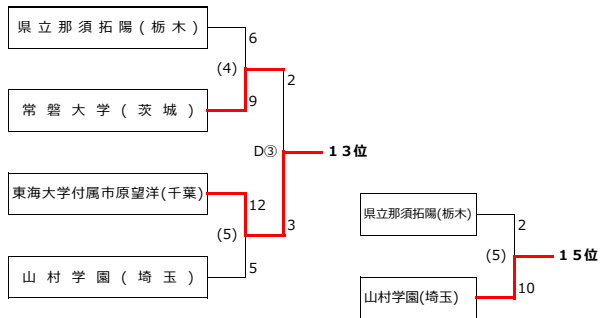 県立那須拓陽(栃木)
6
(4)
2
常磐大学(茨城)
9
D③
13位
東海大学付属市原望洋(千葉)
12
(5)
3
山村学園(埼玉)
5
県立那須拓陽(栃木)
2
(5)
15位
山村学園(埼玉)
10